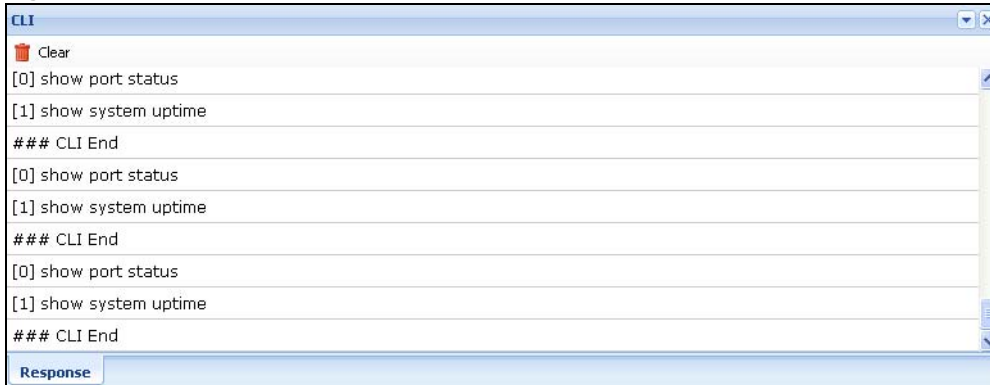 CLI
Clear
[0] show port status
[1] show system uptime
### CLI End
[0] show port status
[1] show system uptime
### CLI End
[0] show port status
[1] show system uptime
### CLI End
Response